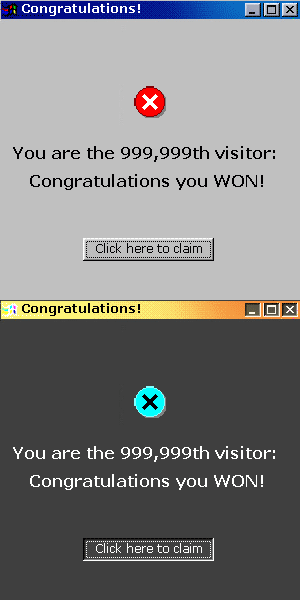 Congratulations!
You are the 999,999th visitor:
Congratulations you WON!
Click here to claim
Congratulations!
You are the 999,999th visitor:
Congratulations you WON!
Click here to claim